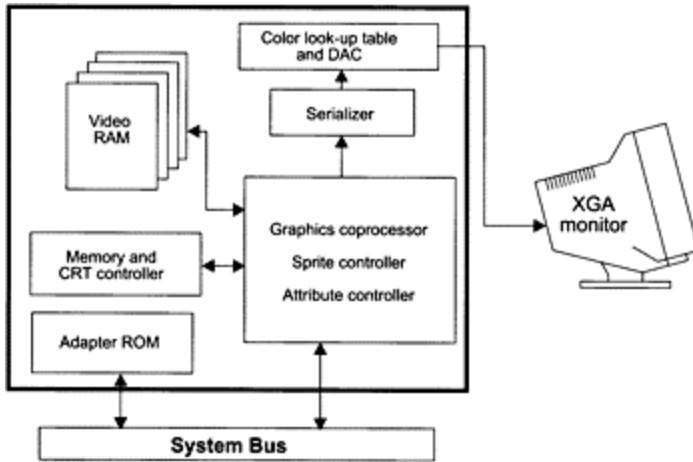 Color look-up table
and DAC
Serializer
Video
RAM
XGA
monitor
Graphics coprocessor
Sprite controller
Attribute controller
Memory and
CRT controller
Adapter ROM
System Bus